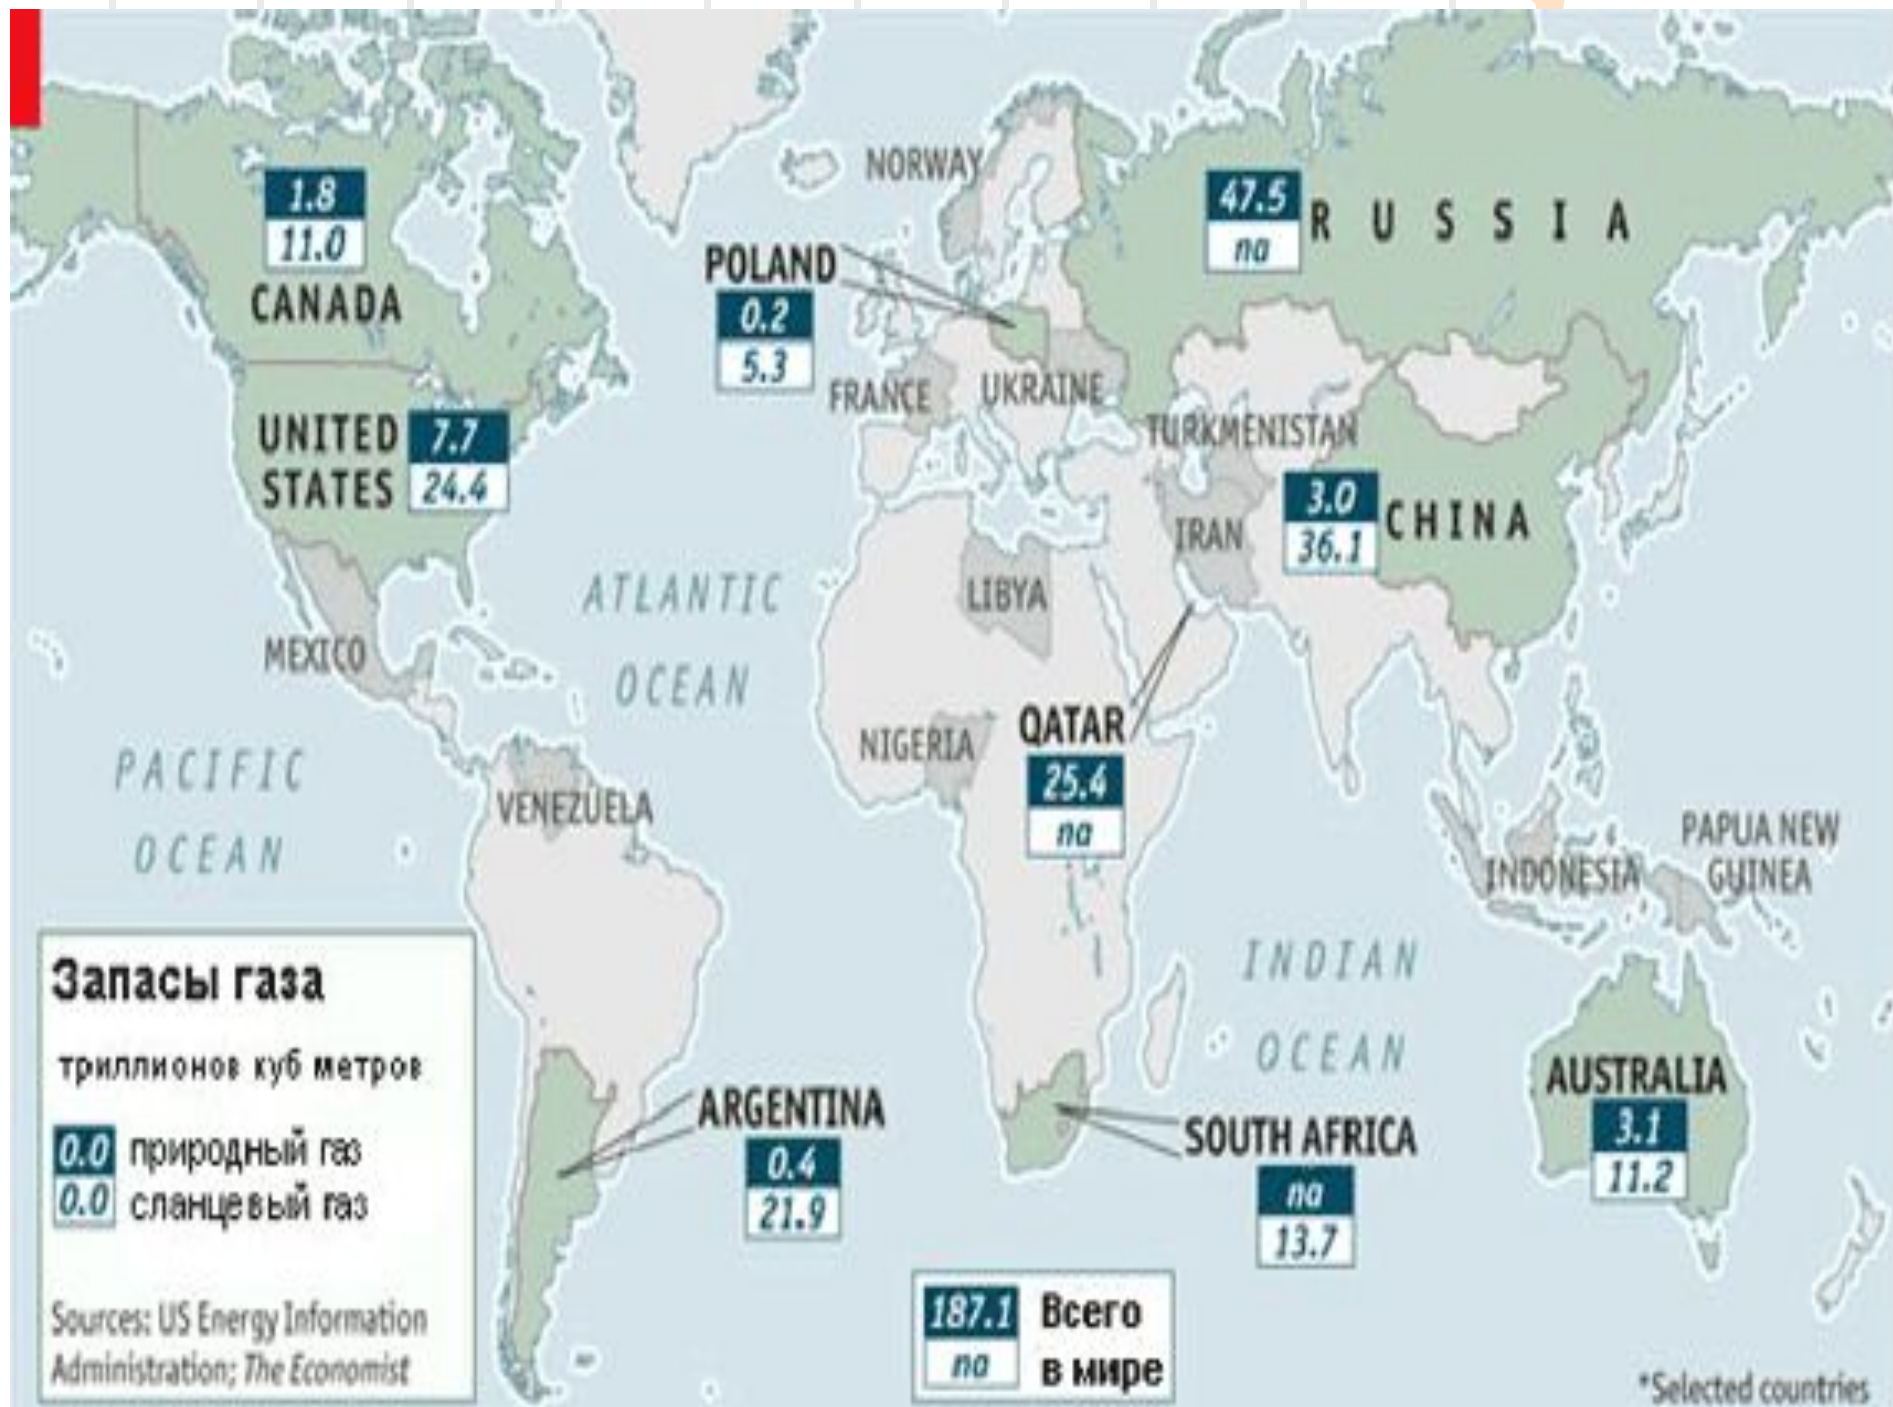 NORWAY
1.8
11.0
CANADA
47.5
na
RUSSIA
POLAND
0.2
5.3
FRANCE
UKRAINE
UNITED
STATES
7.7
24.4
TURKMENISTAN
3.0
36.1
CHINA
IRAN
LIBYA
ATLANTIC
OCEAN
MEXICO
QATAR
25.4
na
NIGERIA
PACIFIC
OCEAN
VENEZUELA
PAPUA NEW
GUINEA
INDONESIA
INDIAN
OCEAN
Запасы газа
триллионов куб метров
0.0 природный газ
0.0 сланцевый газ
Sources: US Energy Information
Administration; The Economist
ARGENTINA
0.4
21.9
SOUTH AFRICA
na
13.7
AUSTRALIA
3.1
11.2
187.1 Всего
na в мире
*Selected countries